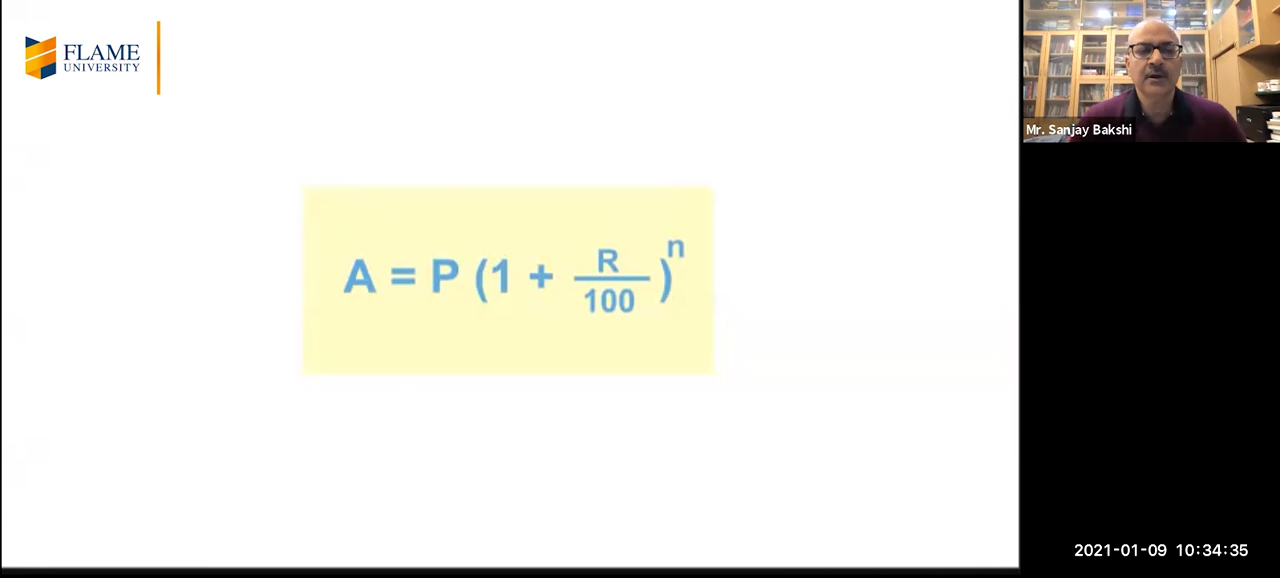 FLAME
UNIVERSITY
Mr. Sanjay Bakshi
A = P (1 + R/100)^n
2021-01-09 10:34:35